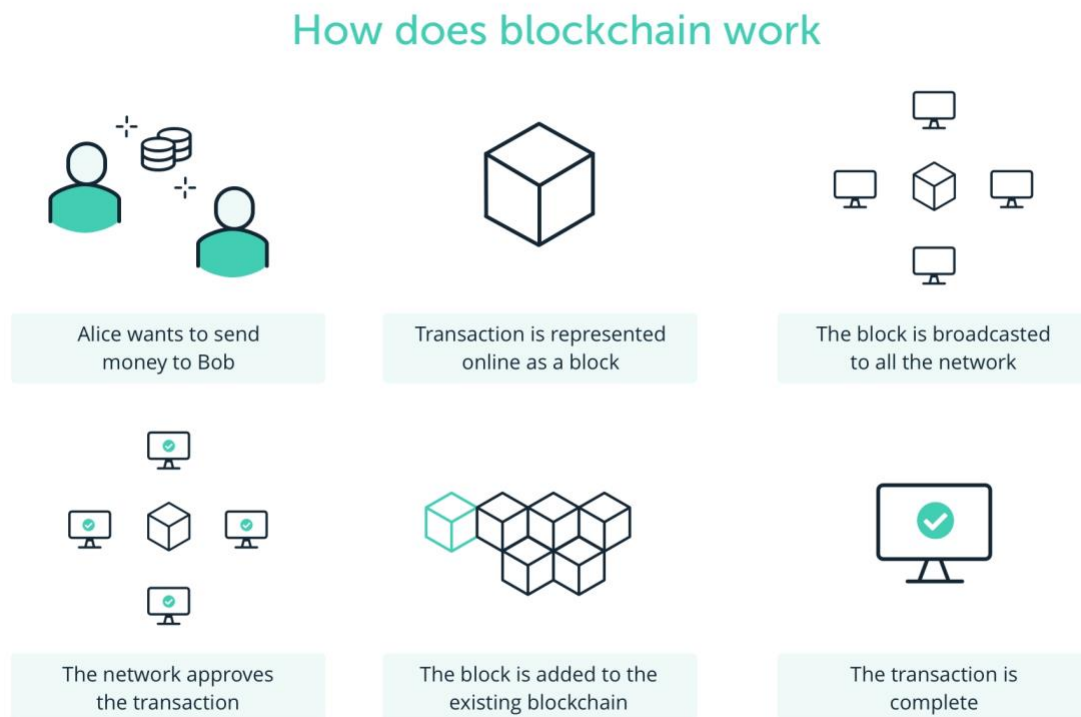 How does blockchain work
Alice wants to send
money to Bob
Transaction is represented
online as a block
The block is broadcasted
to all the network
The network approves
the transaction
The block is added to the
existing blockchain
The transaction is
complete